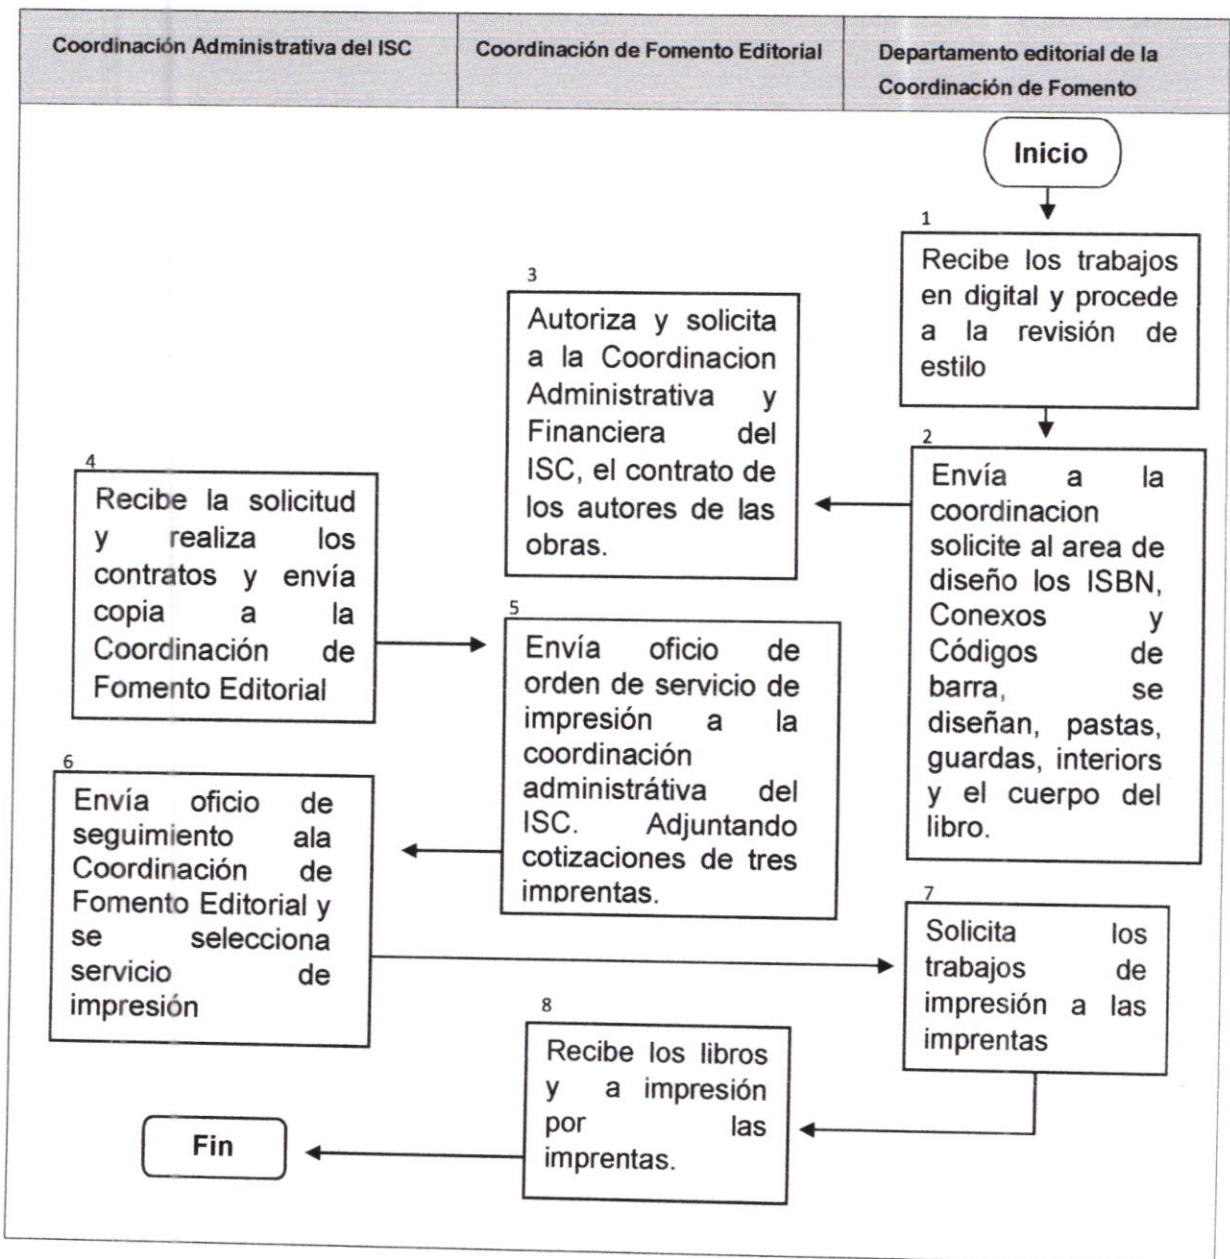 Coordinación Administrativa del ISC
Coordinación de Fomento Editorial
Departamento editorial de la
Coordinación de Fomento
Inicio
1
Recibe los trabajos
en digital y procede
a la revisión de
estilo
2
Envía a la
coordinacion
solicite al area de
diseño los ISBN,
Conexos y
Códigos de
barra, se
diseñan, pastas,
guardas, interiors
y el cuerpo del
libro.
3
Autoriza y solicita
a la Coordinacion
Administrativa y
Financiera del
ISC, el contrato de
los autores de las
obras.
4
Recibe la solicitud
y realiza los
contratos y envía
copia a la
Coordinación de
Fomento Editorial
5
Envía oficio de
orden de servicio de
impresión a la
coordinación
administrátiva del
ISC. Adjuntando
cotizaciones de tres
imprentas.
6
Envía oficio de
seguimiento ala
Coordinación de
Fomento Editorial y
se selecciona
servicio de
impresión
7
Solicita los
trabajos de
impresión a las
imprentas
8
Recibe los libros
y a impresión
por las
imprentas.
Fin